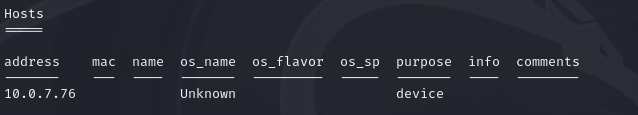 Hosts
=====
address    mac  name  os_name  os_flavor  os_sp  purpose  info  comments
-------    ---  ----  -------  ---------  -----  -------  ----  --------
10.0.7.76             Unknown                    device